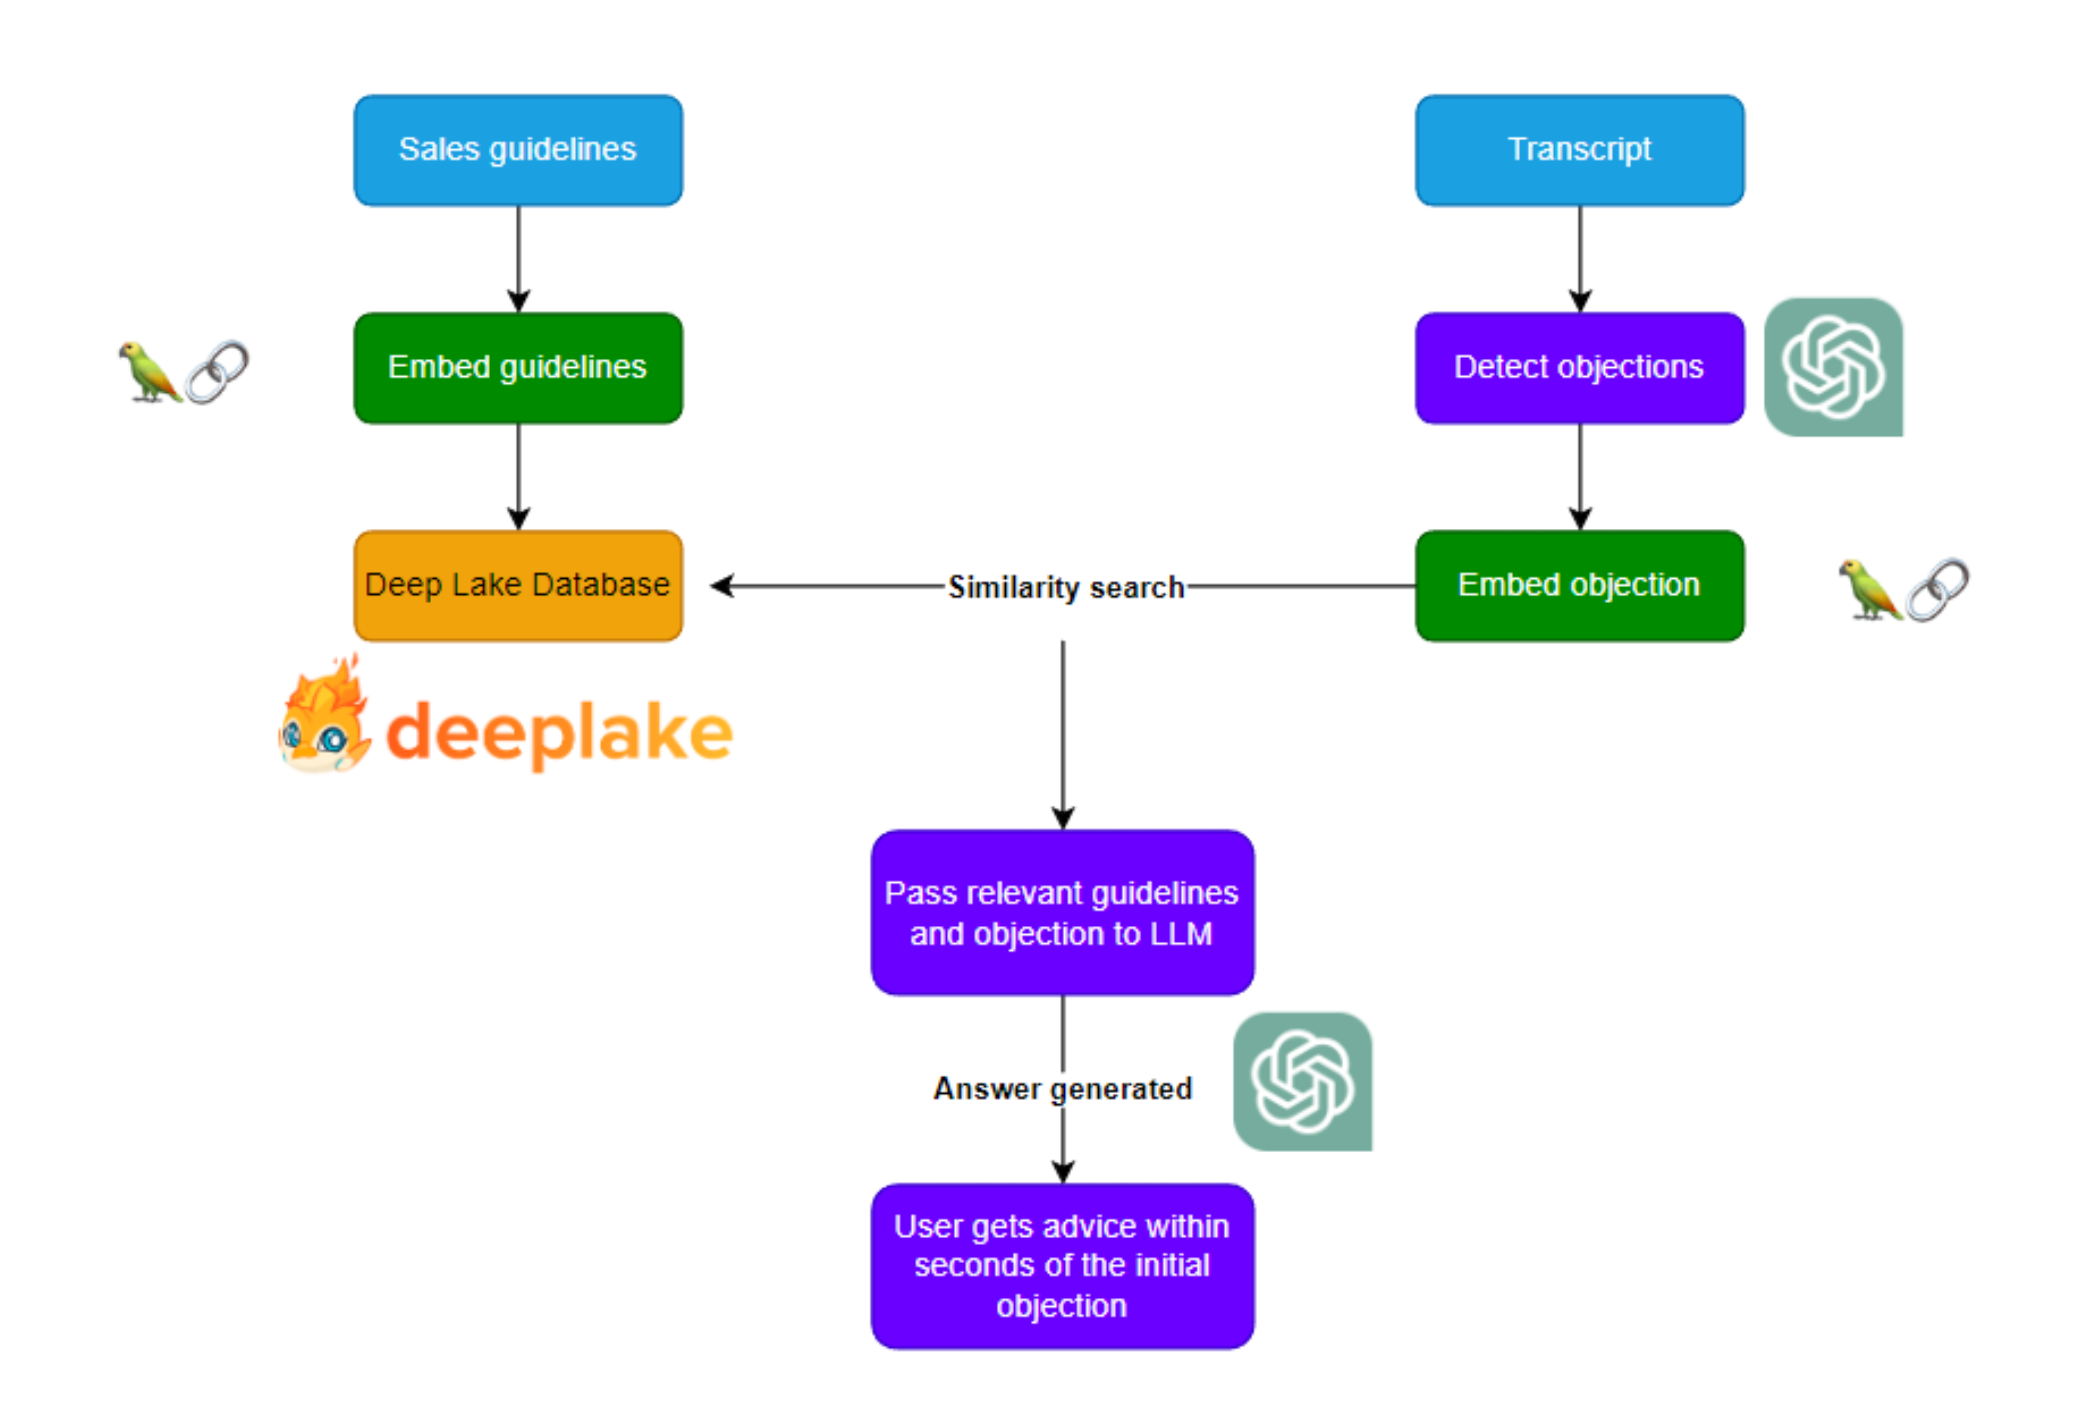 Sales guidelines
Transcript
Embed guidelines
Detect objections
Deep Lake Database
Similarity search
Embed objection
deeplake
Pass relevant guidelines
and objection to LLM
Answer generated
User gets advice within
seconds of the initial
objection